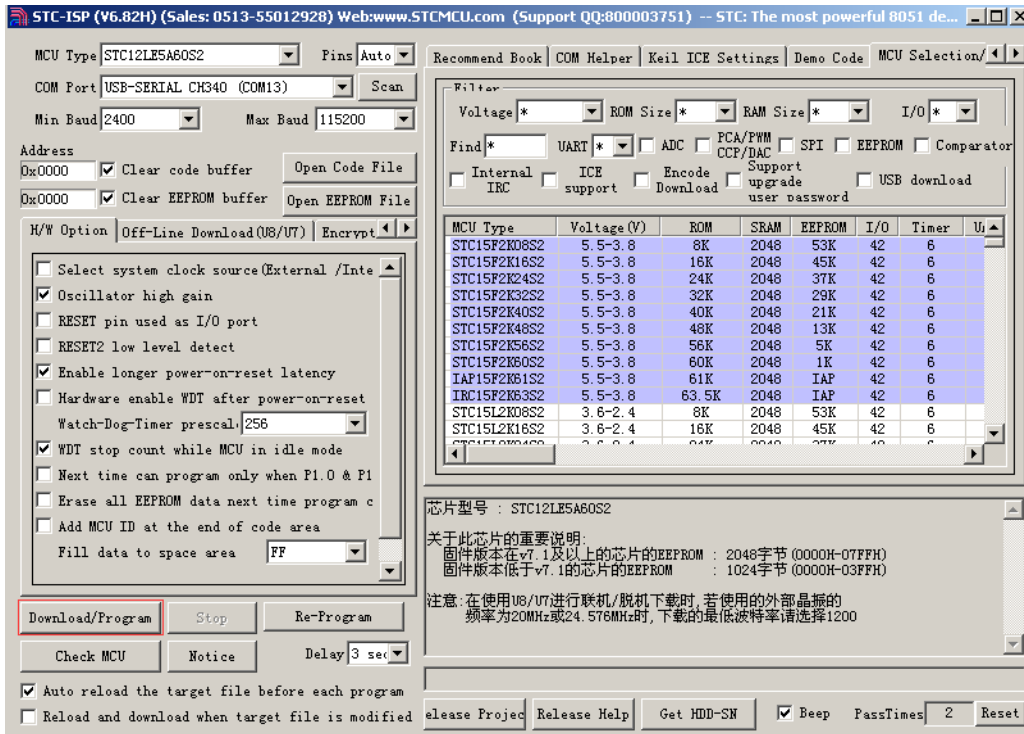 STC-ISP (V6.82H) (Sales: 0513-55012928) Web:www.STCMCU.com (Support QQ:800003751) -- STC: The most powerful 8051 de...
MCU Type STC12LE5A60S2 Pins Auto
COM Port USB-SERIAL CH340 (COM13) Scan
Min Baud 2400 Max Baud 115200
Address
0x0000 Clear code buffer Open Code File
0x0000 Clear EEPROM buffer Open EEPROM File
H/W Option Off-Line Download(U8/U7) Encrypt
Select system clock source(External /Inte
Oscillator high gain
RESET pin used as I/O port
RESET2 low level detect
Enable longer power-on-reset latency
Hardware enable WDT after power-on-reset
Watch-Dog-Timer prescal 256
WDT stop count while MCU in idle mode
Next time can program only when P1.0 & P1
Erase all EEPROM data next time program c
Add MCU ID at the end of code area
Fill data to space area FF
Download/Program Stop Re-Program
Check MCU Notice Delay 3 sec
Auto reload the target file before each program
Reload and download when target file is modified
Recommend Book COM Helper Keil ICE Settings Demo Code MCU Selection/
Filter
Voltage * ROM Size * RAM Size * I/O *
Find * UART * ADC PCA/PWM CCP/DAC SPI EEPROM Comparator
Internal IRC ICE support Encode Download Support upgrade user password USB download
MCU Type Voltage(V) ROM SRAM EEPROM I/O Timer
STC15F2K08S2 5.5-3.8 8K 2048 53K 42 6
STC15F2K16S2 5.5-3.8 16K 2048 45K 42 6
STC15F2K24S2 5.5-3.8 24K 2048 37K 42 6
STC15F2K32S2 5.5-3.8 32K 2048 29K 42 6
STC15F2K40S2 5.5-3.8 40K 2048 21K 42 6
STC15F2K48S2 5.5-3.8 48K 2048 13K 42 6
STC15F2K56S2 5.5-3.8 56K 2048 5K 42 6
STC15F2K60S2 5.5-3.8 60K 2048 1K 42 6
IAP15F2K61S2 5.5-3.8 61K 2048 IAP 42 6
IRC15F2K63S2 5.5-3.8 63.5K 2048 IAP 42 6
STC15L2K08S2 3.6-2.4 8K 2048 53K 42 6
STC15L2K16S2 3.6-2.4 16K 2048 45K 42 6
芯片型号 : STC12LE5A60S2
关于此芯片的重要说明:
固件版本在v7.1及以上的芯片的EEPROM : 2048字节(0000H-07FFH)
固件版本低于v7.1的芯片的EEPROM : 1024字节(0000H-03FFH)
注意:在使用U8/U7进行联机/脱机下载时,若使用的外部晶振的
频率为20MHz或24.576MHz时,下载的最低波特率请选择1200
elease Projec Release Help Get HDD-SN Beep PassTimes 2 Reset